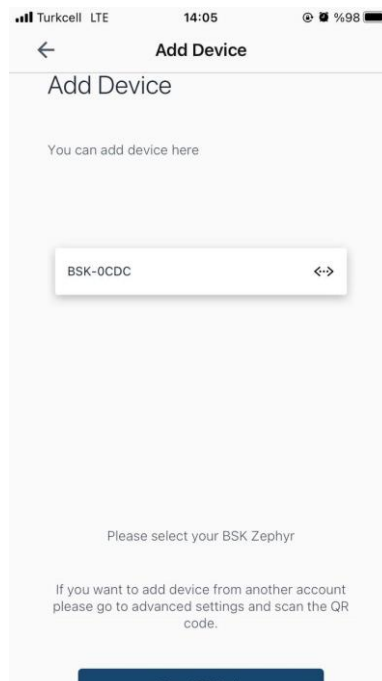 Turkcell LTE 14:05 %98
Add Device
Add Device
You can add device here
BSK-0CDC
Please select your BSK Zephyr
If you want to add device from another account
please go to advanced settings and scan the QR
code.